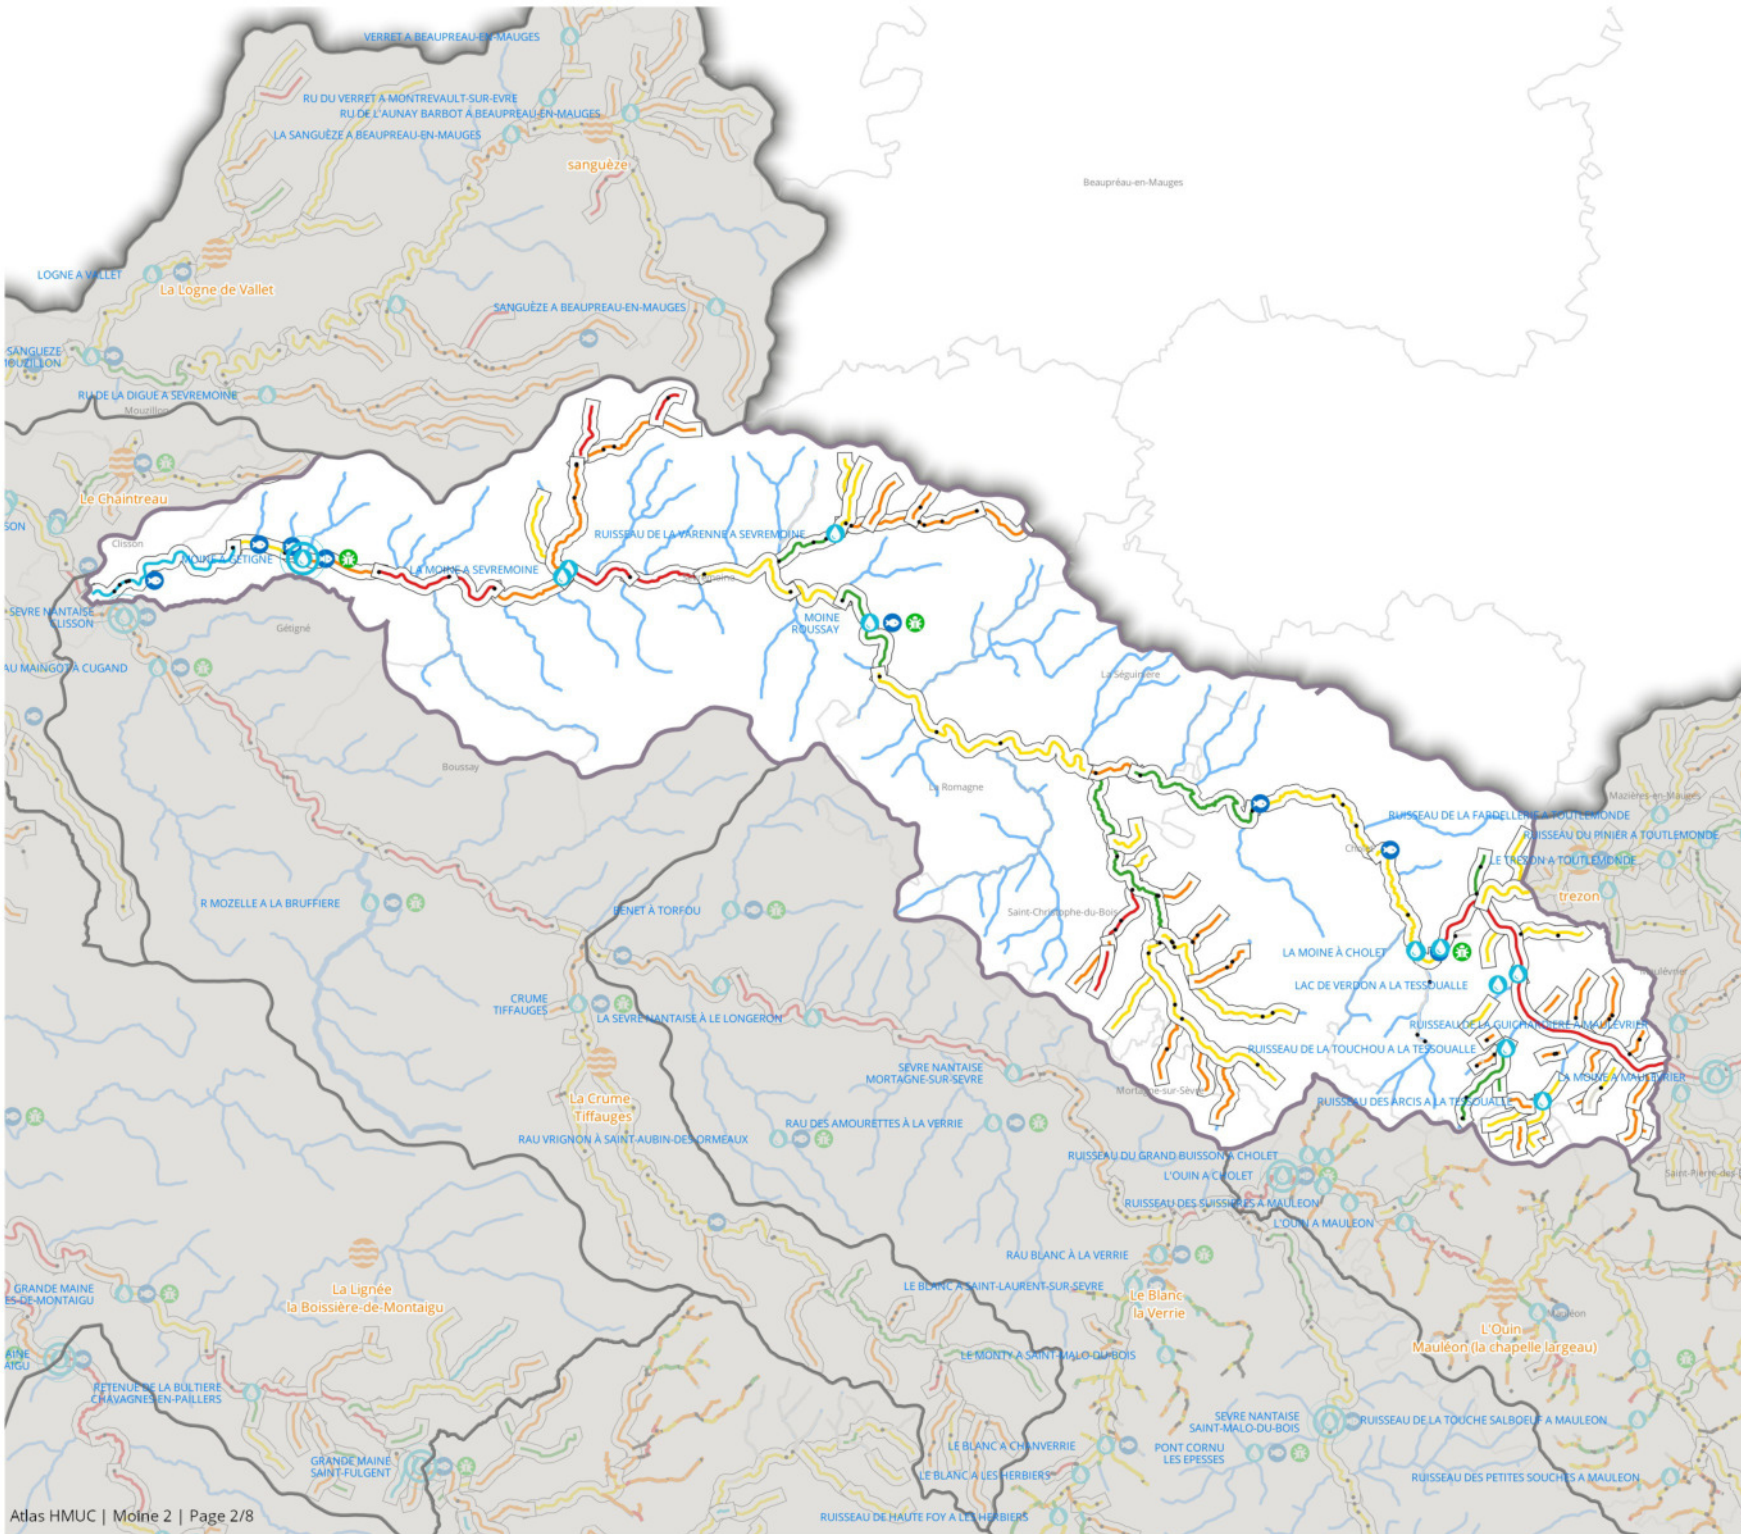 VERRET A BEAUPREAU-EN-MAUGES
RU DU VERRET A MONTREVAULT-SUR-EVRE
RU DE L'AUNAY BARBOT A BEAUPREAU-EN-MAUGES
LA SANGUÈZE A BEAUPREAU-EN-MAUGES
sanguèze
Beaupréau-en-Mauges
LOGNE A VALLET
La Logne de Vallet
SANGUÈZE A BEAUPREAU-EN-MAUGES
SANGUEZE
MOUZILLON
RU DE LA DIGUE A SEVREMOINE
Mouzillon
Le Chaintreau
Clisson
MOINE A GETIGNE
LA MOINE A SEVREMOINE
RUISSEAU DE LA VARENNE A SEVREMOINE
SEVRE NANTAISE
CLISSON
Gétigné
MOINE
ROUSSAY
AU MAINGOT A CUGAND
La Séguinière
Boussay
La Romagne
Mazières-en-Mauges
RUISSEAU DE LA FARDELLERIE A TOUTLEMONDE
RUISSEAU DU PINIER A TOUTLEMONDE
Cholet
LE TREZON A TOUTLEMONDE
trezon
R MOZELLE A LA BRUFFIERE
BENET À TORFOU
Saint-Christophe-du-Bois
LA MOINE À CHOLET
LAC DE VERDON A LA TESSOUALLE
Maulévrier
CRUME
TIFFAUGES
LA SEVRE NANTAISE À LE LONGERON
RUISSEAU DE LA GUICHARDERE A MAULEVRIER
RUISSEAU DE LA TOUCHOU A LA TESSOUALLE
SEVRE NANTAISE
MORTAGNE-SUR-SEVRE
LA MOINE A MAULEVRIER
Mortagne-sur-Sèvre
RUISSEAU DES ARCIS A LA TESSOUALLE
La Crume
Tiffauges
RAU DES AMOURETTES À LA VERRIE
RAU VRIGNON À SAINT-AUBIN-DES-ORMEAUX
RUISSEAU DU GRAND BUISSON A CHOLET
L'OUIN A CHOLET
RUISSEAU DES SUISSIERES A MAULEON
L'OUIN A MAULEON
RAU BLANC À LA VERRIE
LE BLANC A SAINT-LAURENT-SUR-SEVRE
Le Blanc
la Verrie
GRANDE MAINE
ES-DE-MONTAIGU
La Lignée
la Boissière-de-Montaigu
Mauléon
L'Ouin
Mauléon (la chapelle largeau)
LE MONTY A SAINT-MALO-DU-BOIS
AINE
AIGU
RETENUE DE LA BULTIERE
CHAVAGNES-EN-PAILLERS
SEVRE NANTAISE
SAINT-MALO-DU-BOIS
RUISSEAU DE LA TOUCHE SALBOEUF A MAULEON
LE BLANC A CHANVERRIE
PONT CORNU
LES EPESSES
GRANDE MAINE
SAINT-FULGENT
LE BLANC A LES HERBIERS
RUISSEAU DES PETITES SOUCHES A MAULEON
Atlas HMUC | Moine 2 | Page 2/8
RUISSEAU DE HAUTE FOY A LES HERBIERS